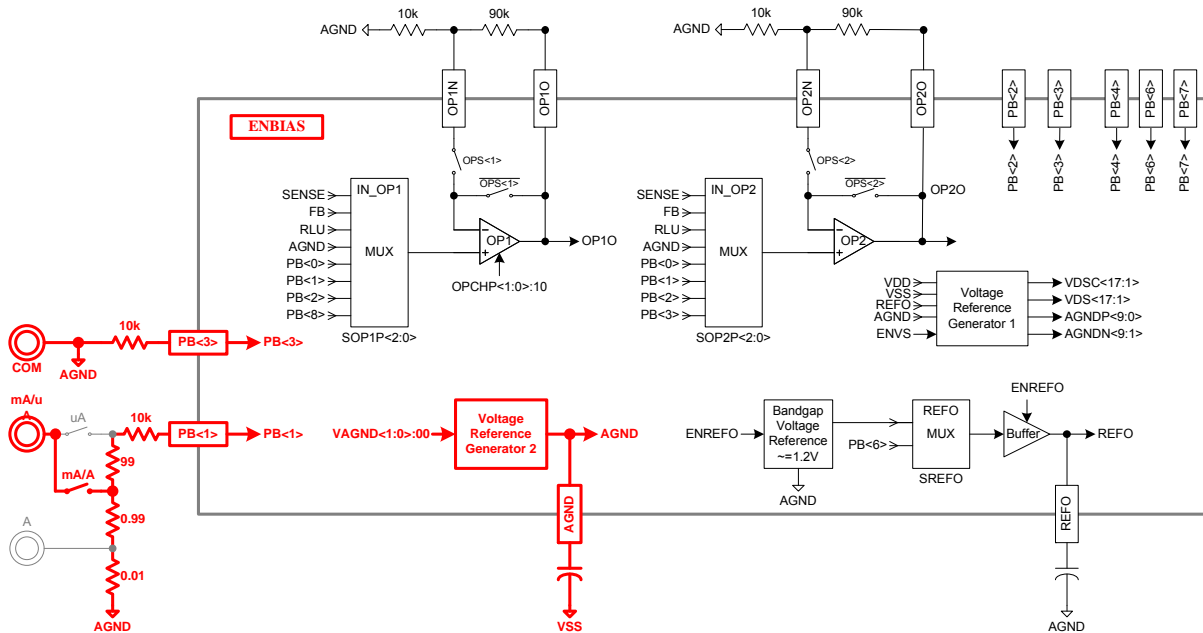 10k
90k
AGND
10k
90k
AGND
OP1N
OP1O
OP2N
OP2O
PB<2>
PB<3>
PB<4>
PB<6>
PB<7>
ENBIAS
OPS<1>
OPS<1>
OPS<2>
OPS<2>
PB<2>
PB<3>
PB<4>
PB<6>
PB<7>
IN_OP1
SENSE
FB
RLU
AGND
PB<0>
PB<1>
PB<2>
PB<8>
MUX
SOP1P<2:0>
OP1
OP1O
OPCHP<1:0>:10
IN_OP2
SENSE
FB
RLU
AGND
PB<0>
PB<1>
PB<2>
PB<3>
MUX
SOP2P<2:0>
OP2
OP2O
VDD
VSS
REFO
AGND
ENVS
Voltage
Reference
Generator 1
VDSC<17:1>
VDS<17:1>
AGNDP<9:0>
AGNDN<9:1>
COM
AGND
10k
PB<3>
PB<3>
mA/u
A
uA
10k
PB<1>
PB<1>
99
mA/A
0.99
A
0.01
AGND
VAGND<1:0>:00
Voltage
Reference
Generator 2
AGND
AGND
VSS
ENREFO
Bandgap
Voltage
Reference
~=1.2V
AGND
PB<6>
REFO
MUX
SREFO
ENREFO
Buffer
REFO
REFO
AGND